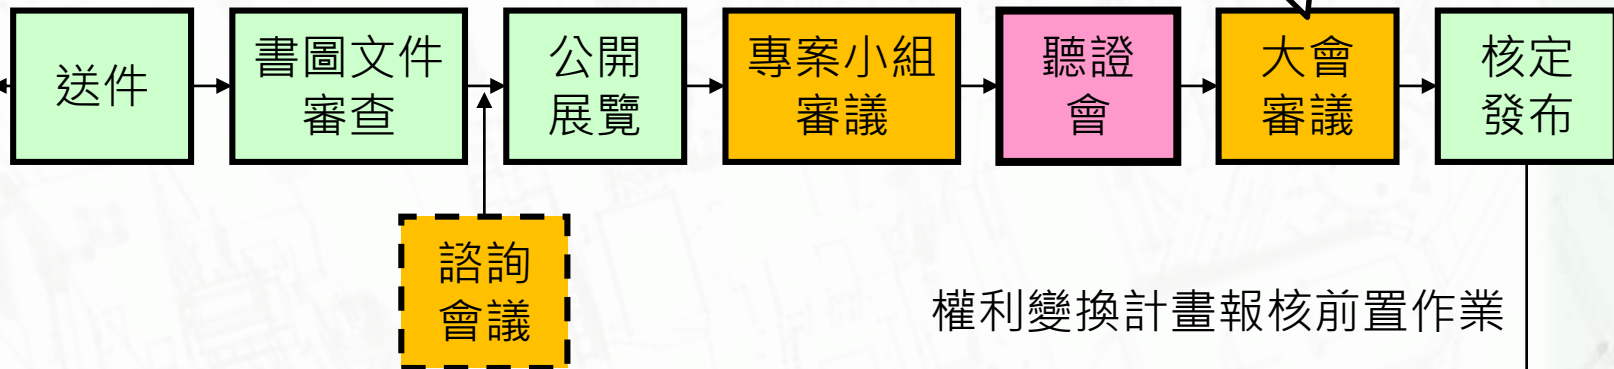 送件
書圖文件
審查
公開
展覽
專案小組
審議
聽證
會
大會
審議
核定
發布
諮詢
會議
權利變換計畫報核前置作業